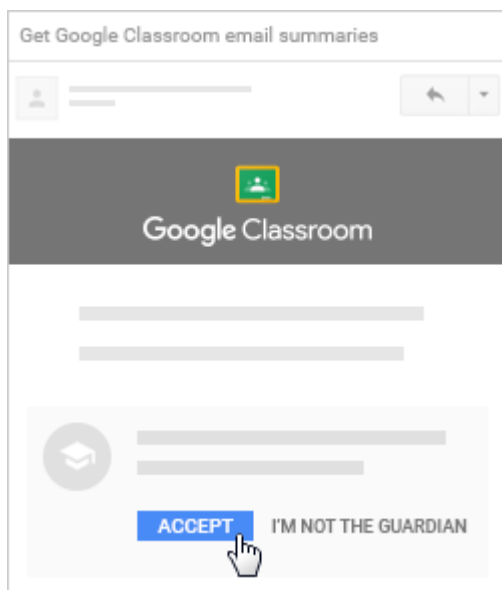 Get Google Classroom email summaries
Google Classroom
ACCEPT I'M NOT THE GUARDIAN